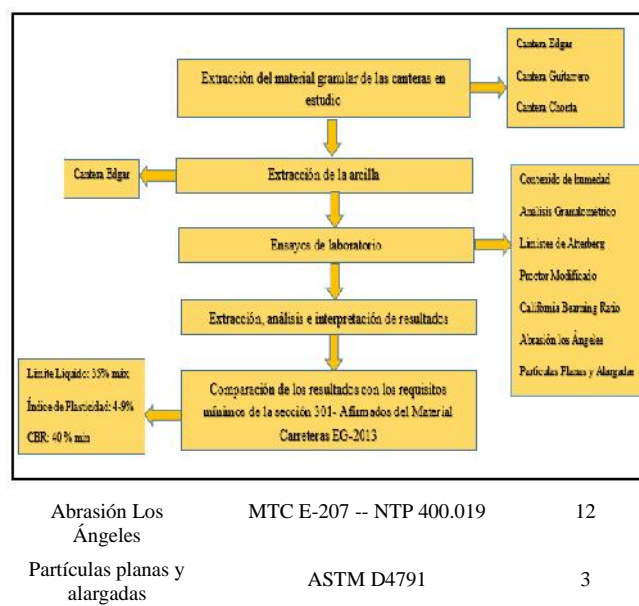 Extracción del material granular de las canteras en
estudio
Cantera Edgar
Cantera Guitarrero
Cantera Chonta
Extracción de la arcilla
Cantera Edgar
Ensayos de laboratorio
Contenido de humedad
Análisis Granulométrico
Límistes de Atterberg
Proctor Modificado
California Bearning Ratio
Abrasión los Ángeles
Partículas Planas y Alargadas
Extracción, análisis e interpretación de resultados
Comparación de los resultados con los requisitos
mínimos de la sección 301- Afirmados del Material
Carreteras EG-2013
Límite Líquido: 35% máx
Índice de Plasticidad: 4-9%
CBR: 40 % min
Abrasión Los
Ángeles
MTC E-207 -- NTP 400.019
12
Partículas planas y
alargadas
ASTM D4791
3